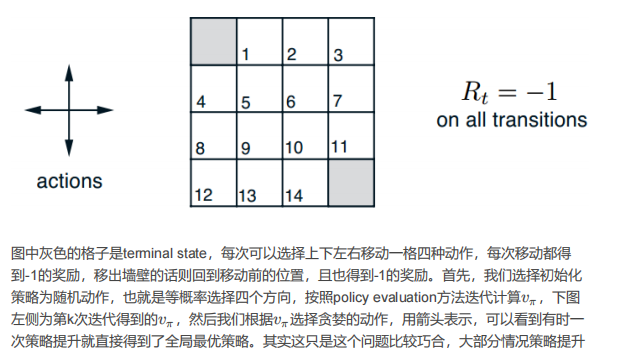 1 2 3
4 5 6 7
8 9 10 11
12 13 14
actions
R_t = −1
on all transitions
图中灰色的格子是terminal state，每次可以选择上下左右移动一格四种动作，每次移动都得
到-1的奖励，移出墙壁的话则回到移动前的位置，且也得到-1的奖励。首先，我们选择初始化
策略为随机动作，也就是等概率选择四个方向，按照policy evaluation方法迭代计算v_π，下图
左侧为第k次迭代得到的v_π，然后我们根据v_π选择贪婪的动作，用箭头表示，可以看到有时一
次策略提升就直接得到了全局最优策略。其实这只是这个问题比较巧合，大部分情况策略提升